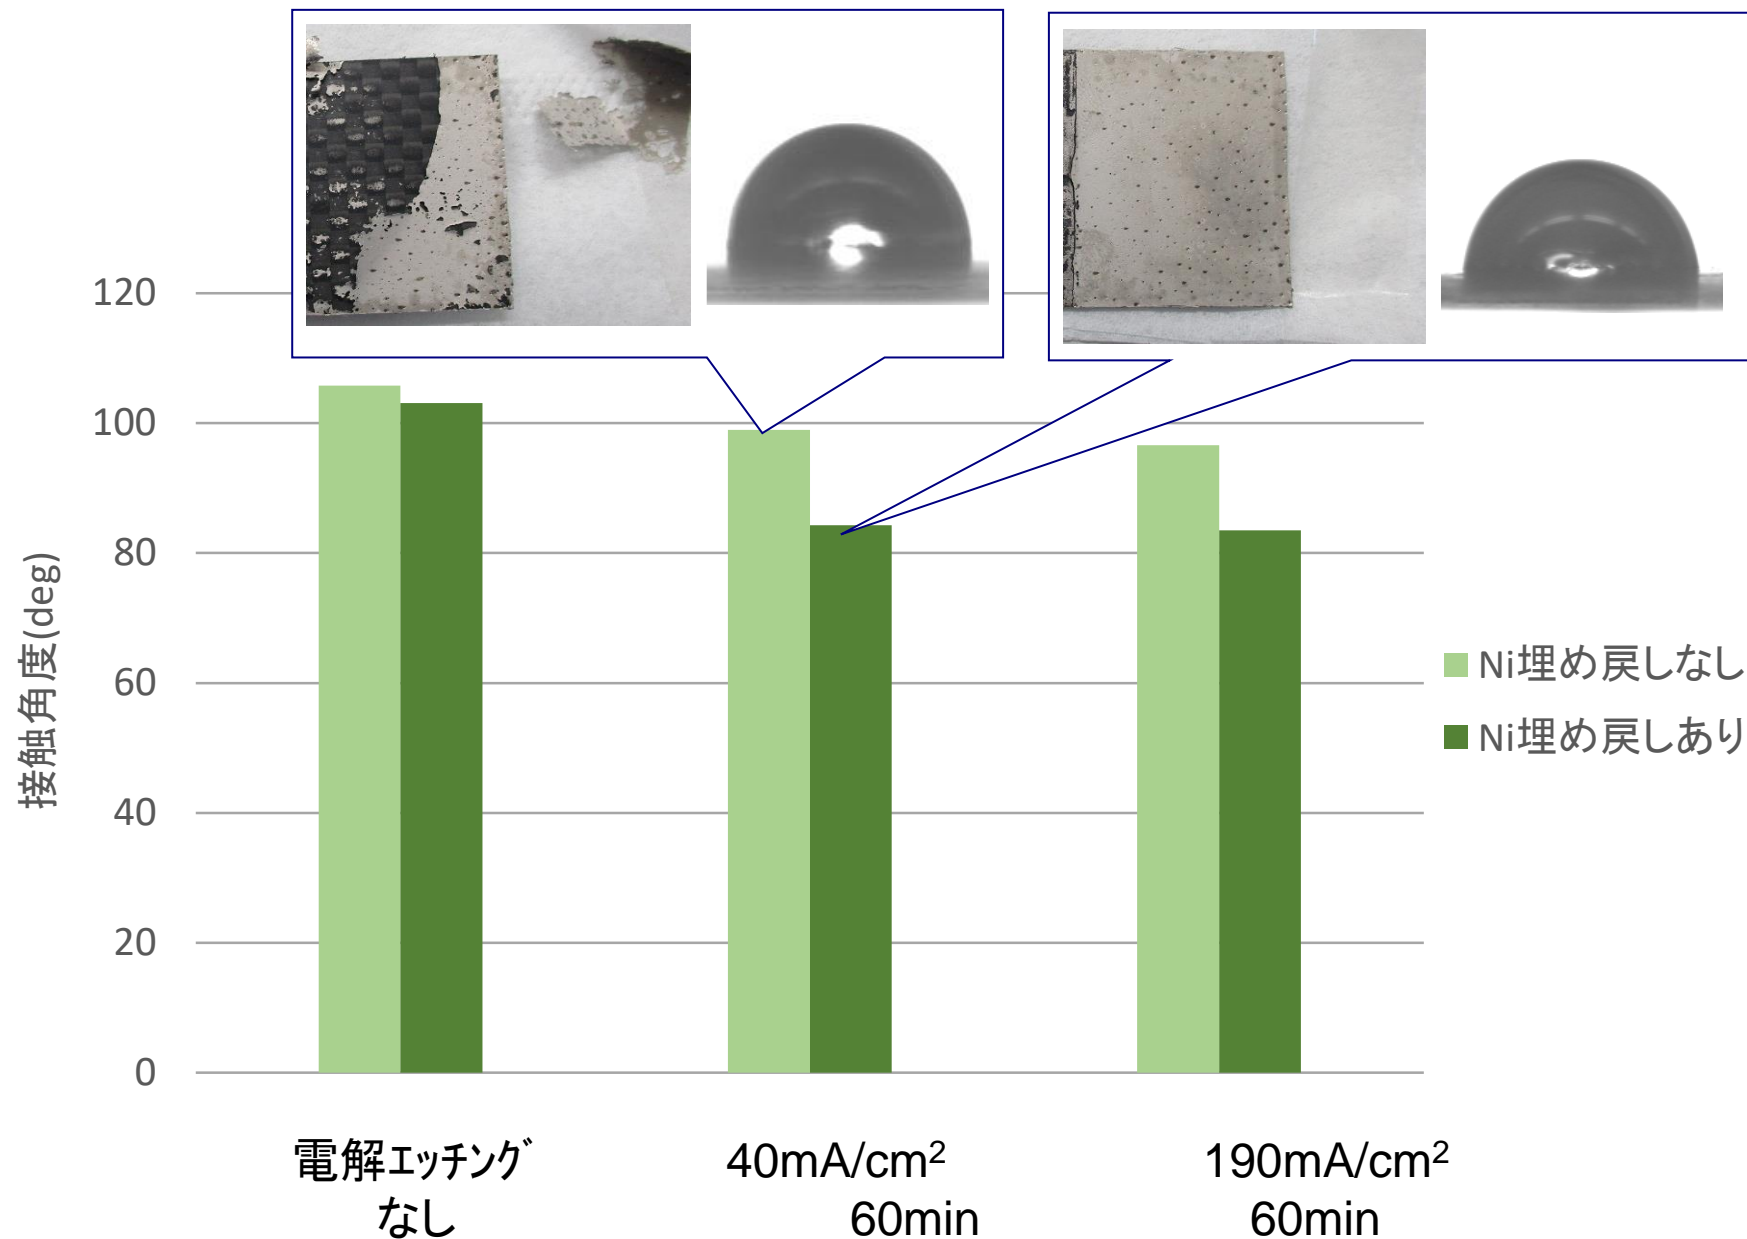 120
100
80
60
40
20
0
接触角度(deg)
Ni埋め戻しなし
Ni埋め戻しあり
電解ｴｯﾁﾝｸﾞ
なし
40mA/cm²
60min
190mA/cm²
60min